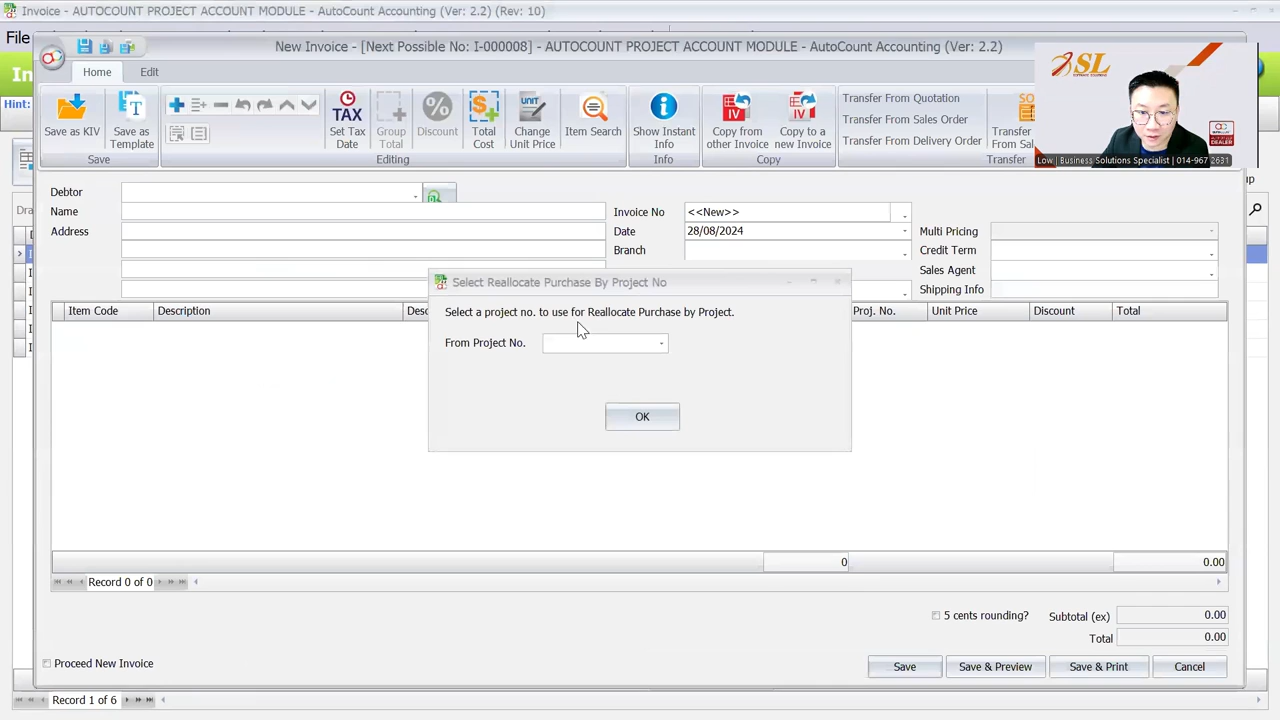 Invoice - AUTOCOUNT PROJECT ACCOUNT MODULE - AutoCount Accounting (Ver: 2.2) (Rev: 10)
File
New Invoice - [Next Possible No: I-000008] - AUTOCOUNT PROJECT ACCOUNT MODULE - AutoCount Accounting (Ver: 2.2)
Home Edit
In
Hint:
Save as KIV
Save as Template
Save
Set Tax Date
Group Total
Discount
Total Cost
Change Unit Price
Item Search
Editing
Show Instant Info
Info
Copy from other Invoice
Copy to a new Invoice
Copy
Transfer From Quotation
Transfer From Sales Order
Transfer From Delivery Order
Transfer From Sa
Transfer
SL
Low | Business Solutions Specialist | 014-967 2631
up
Dra
Debtor
Name
Address
Invoice No <<New>>
Date 28/08/2024
Branch
Multi Pricing
Credit Term
Sales Agent
Shipping Info
Select Reallocate Purchase By Project No
Select a project no. to use for Reallocate Purchase by Project.
From Project No.
OK
Item Code Description Desc Proj. No. Unit Price Discount Total
0 0.00
Record 0 of 0
5 cents rounding? Subtotal (ex) 0.00
Total 0.00
Proceed New Invoice
Save Save & Preview Save & Print Cancel
Record 1 of 6